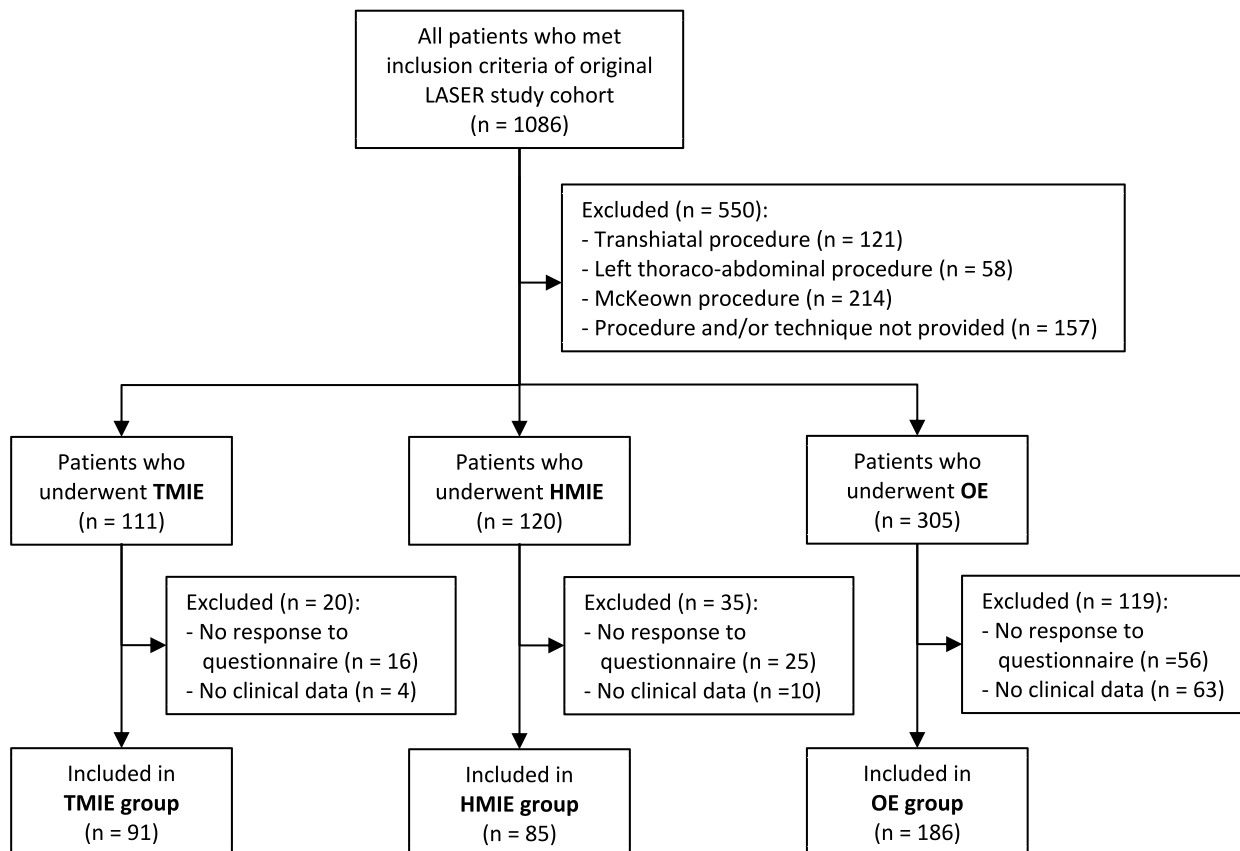 All patients who met
inclusion criteria of original
LASER study cohort
(n = 1086)
Excluded (n = 550):
- Transhiatal procedure (n = 121)
- Left thoraco-abdominal procedure (n = 58)
- McKeown procedure (n = 214)
- Procedure and/or technique not provided (n = 157)
Patients who
underwent TMIE
(n = 111)
Patients who
underwent HMIE
(n = 120)
Patients who
underwent OE
(n = 305)
Excluded (n = 20):
- No response to
questionnaire (n = 16)
- No clinical data (n = 4)
Excluded (n = 35):
- No response to
questionnaire (n = 25)
- No clinical data (n =10)
Excluded (n = 119):
- No response to
questionnaire (n =56)
- No clinical data (n = 63)
Included in
TMIE group
(n = 91)
Included in
HMIE group
(n = 85)
Included in
OE group
(n = 186)